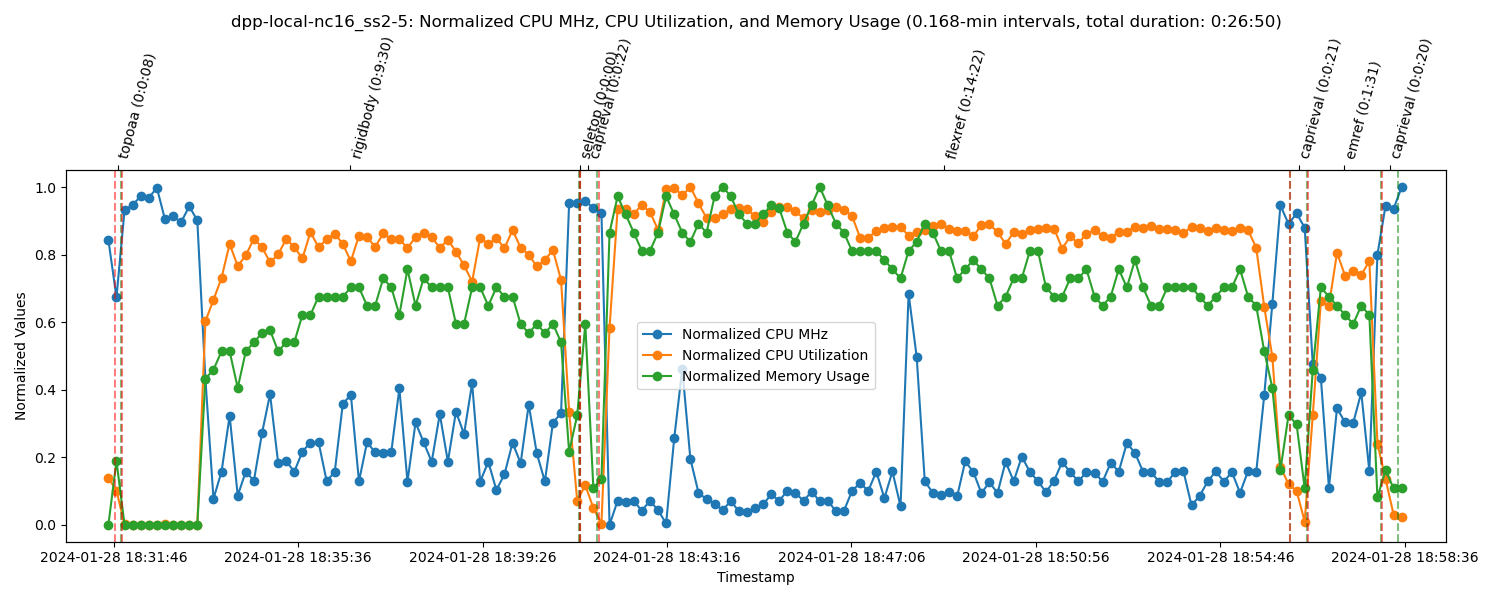 dpp-local-nc16_ss2-5: Normalized CPU MHz, CPU Utilization, and Memory Usage (0.168-min intervals, total duration: 0:26:50)
topoaa (0:0:08)
rigidbody (0:9:30)
seletop (0:0:00)
caprieval (0:0:22)
flexref (0:14:22)
caprieval (0:0:21)
emref (0:1:31)
caprieval (0:0:20)
Normalized Values
1.0
0.8
0.6
0.4
0.2
0.0
Normalized CPU MHz
Normalized CPU Utilization
Normalized Memory Usage
2024-01-28 18:31:46
2024-01-28 18:35:36
2024-01-28 18:39:26
2024-01-28 18:43:16
2024-01-28 18:47:06
2024-01-28 18:50:56
2024-01-28 18:54:46
2024-01-28 18:58:36
Timestamp